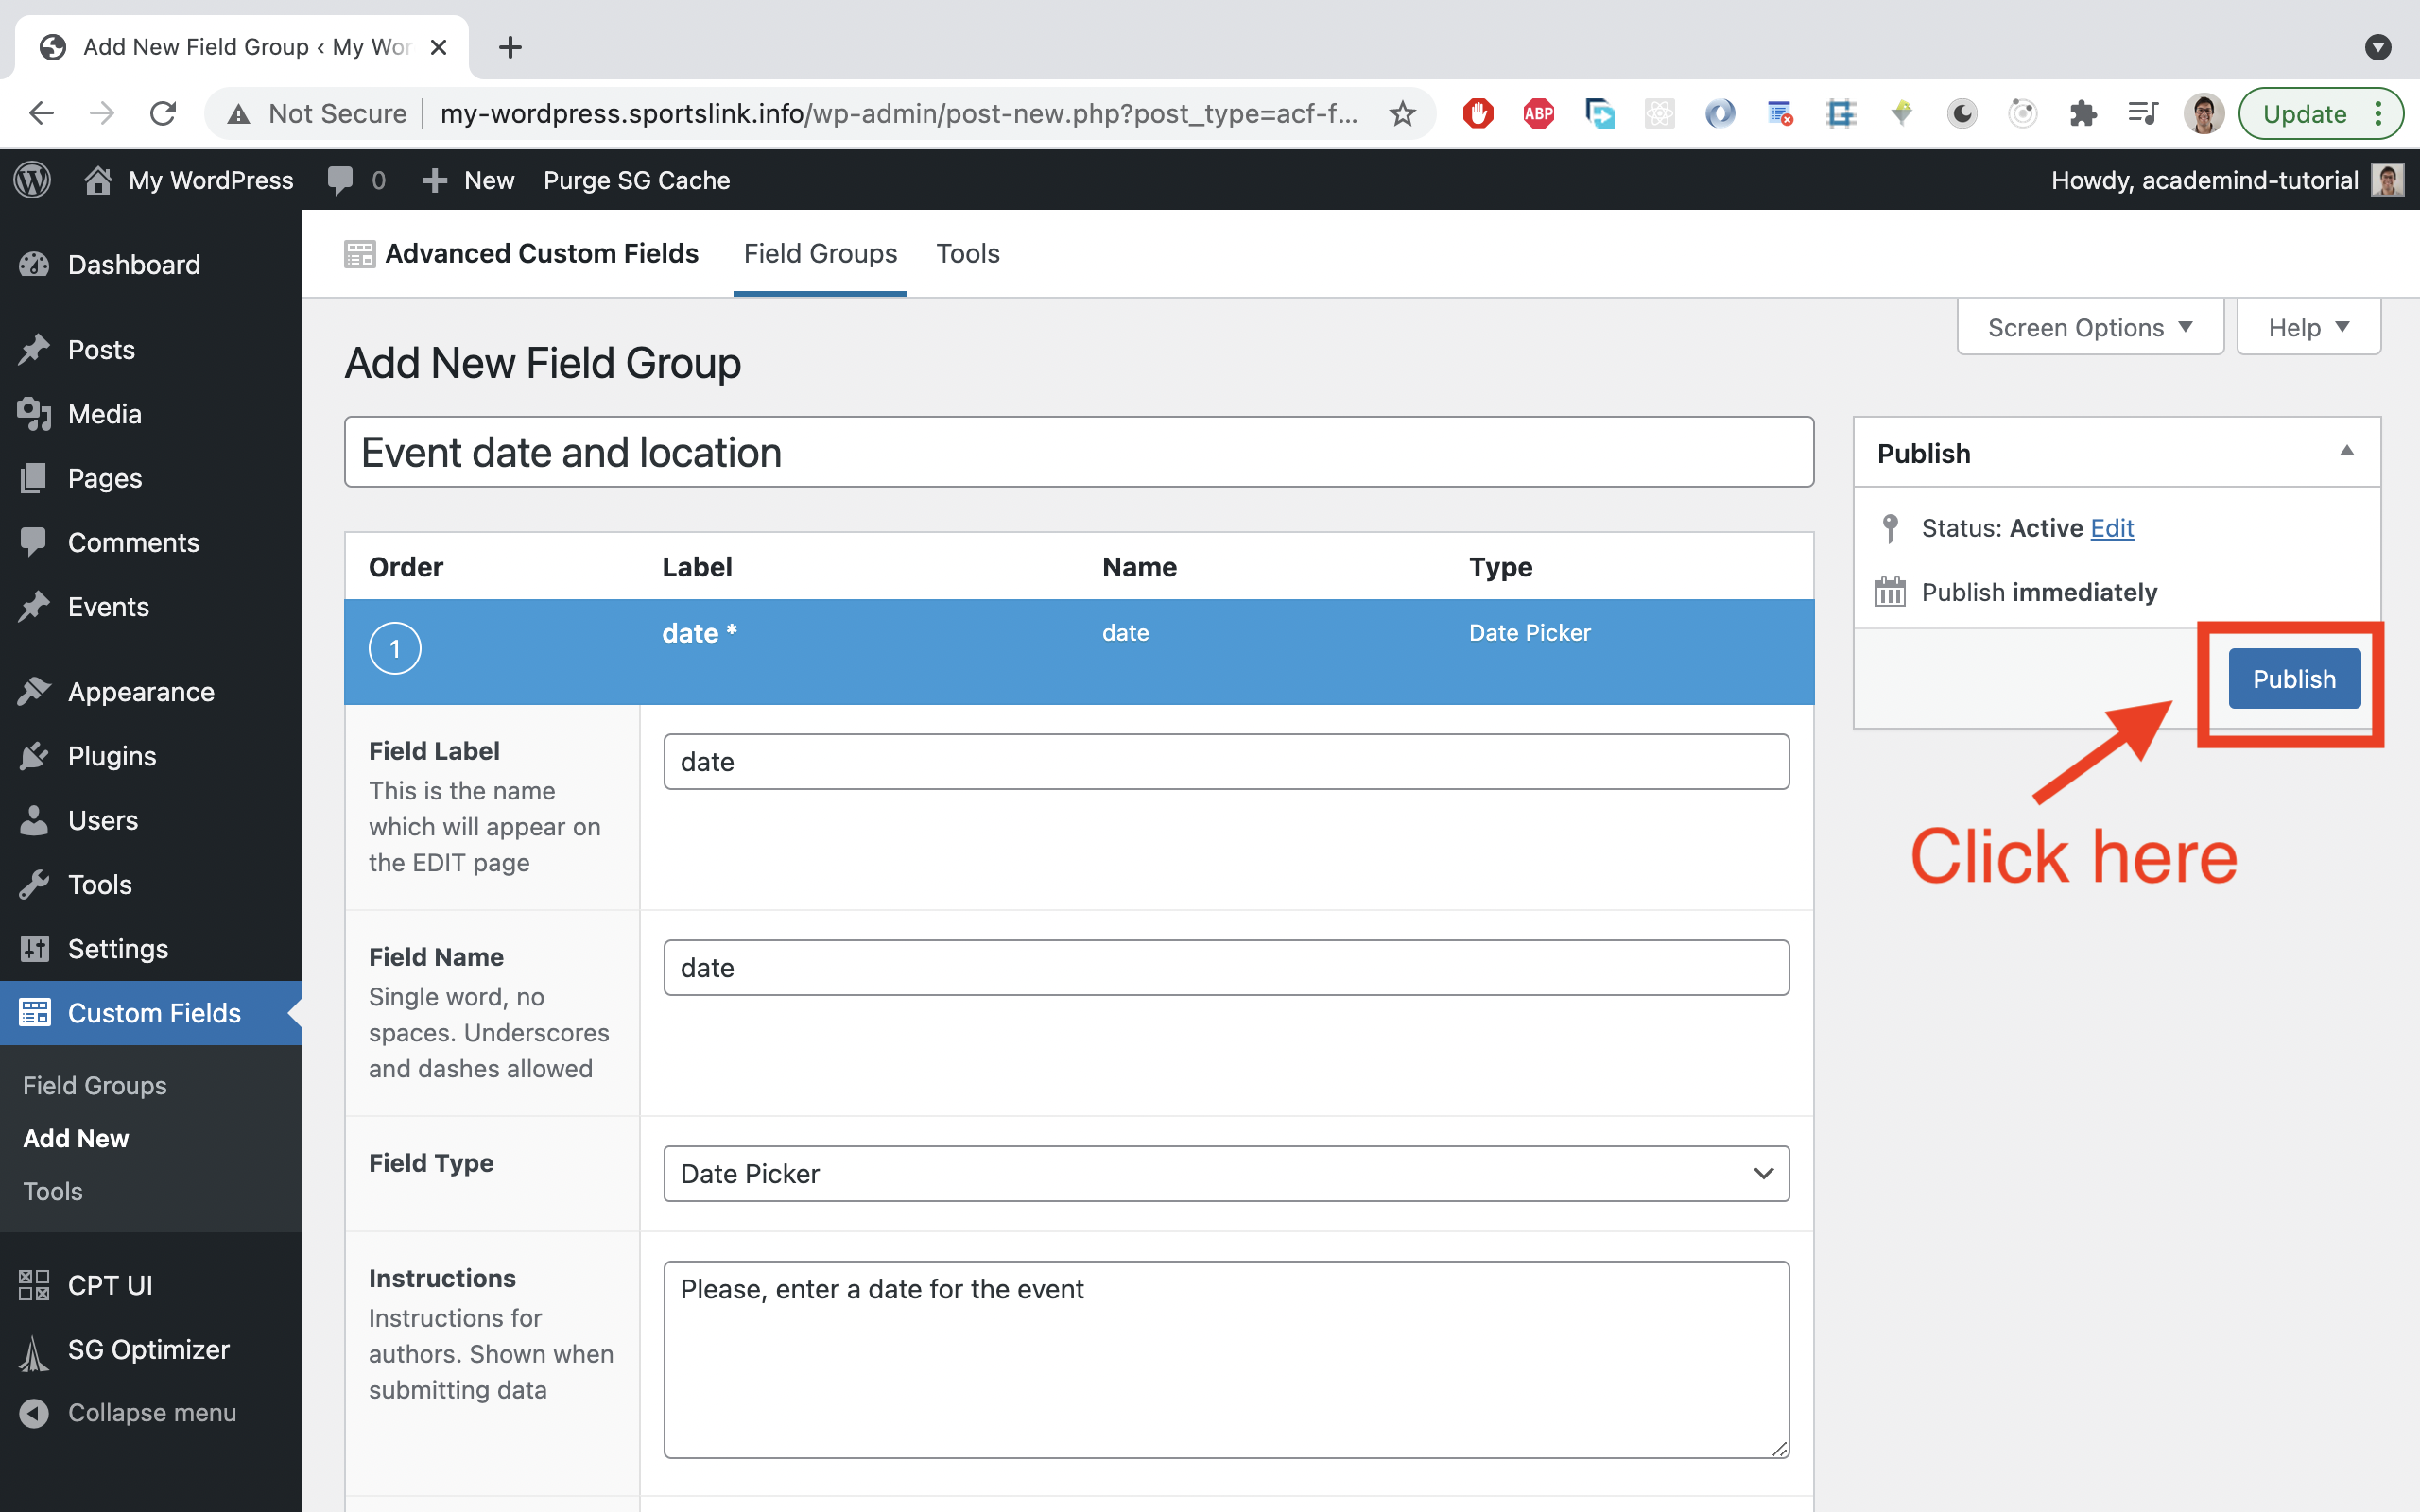 Add New Field Group ‹ My Wor
Not Secure my-wordpress.sportslink.info/wp-admin/post-new.php?post_type=acf-f...
ABP
Update
My WordPress 0 New Purge SG Cache
Howdy, academind-tutorial
Dashboard
Posts
Media
Pages
Comments
Events
Appearance
Plugins
Users
Tools
Settings
Custom Fields
Field Groups
Add New
Tools
CPT UI
SG Optimizer
Collapse menu
Advanced Custom Fields Field Groups Tools
Screen Options Help
Add New Field Group
Event date and location
Order Label Name Type
1 date * date Date Picker
Field Label
This is the name
which will appear on
the EDIT page
date
Field Name
Single word, no
spaces. Underscores
and dashes allowed
date
Field Type
Date Picker
Instructions
Instructions for
authors. Shown when
submitting data
Please, enter a date for the event
Publish
Status: Active Edit
Publish immediately
Publish
Click here